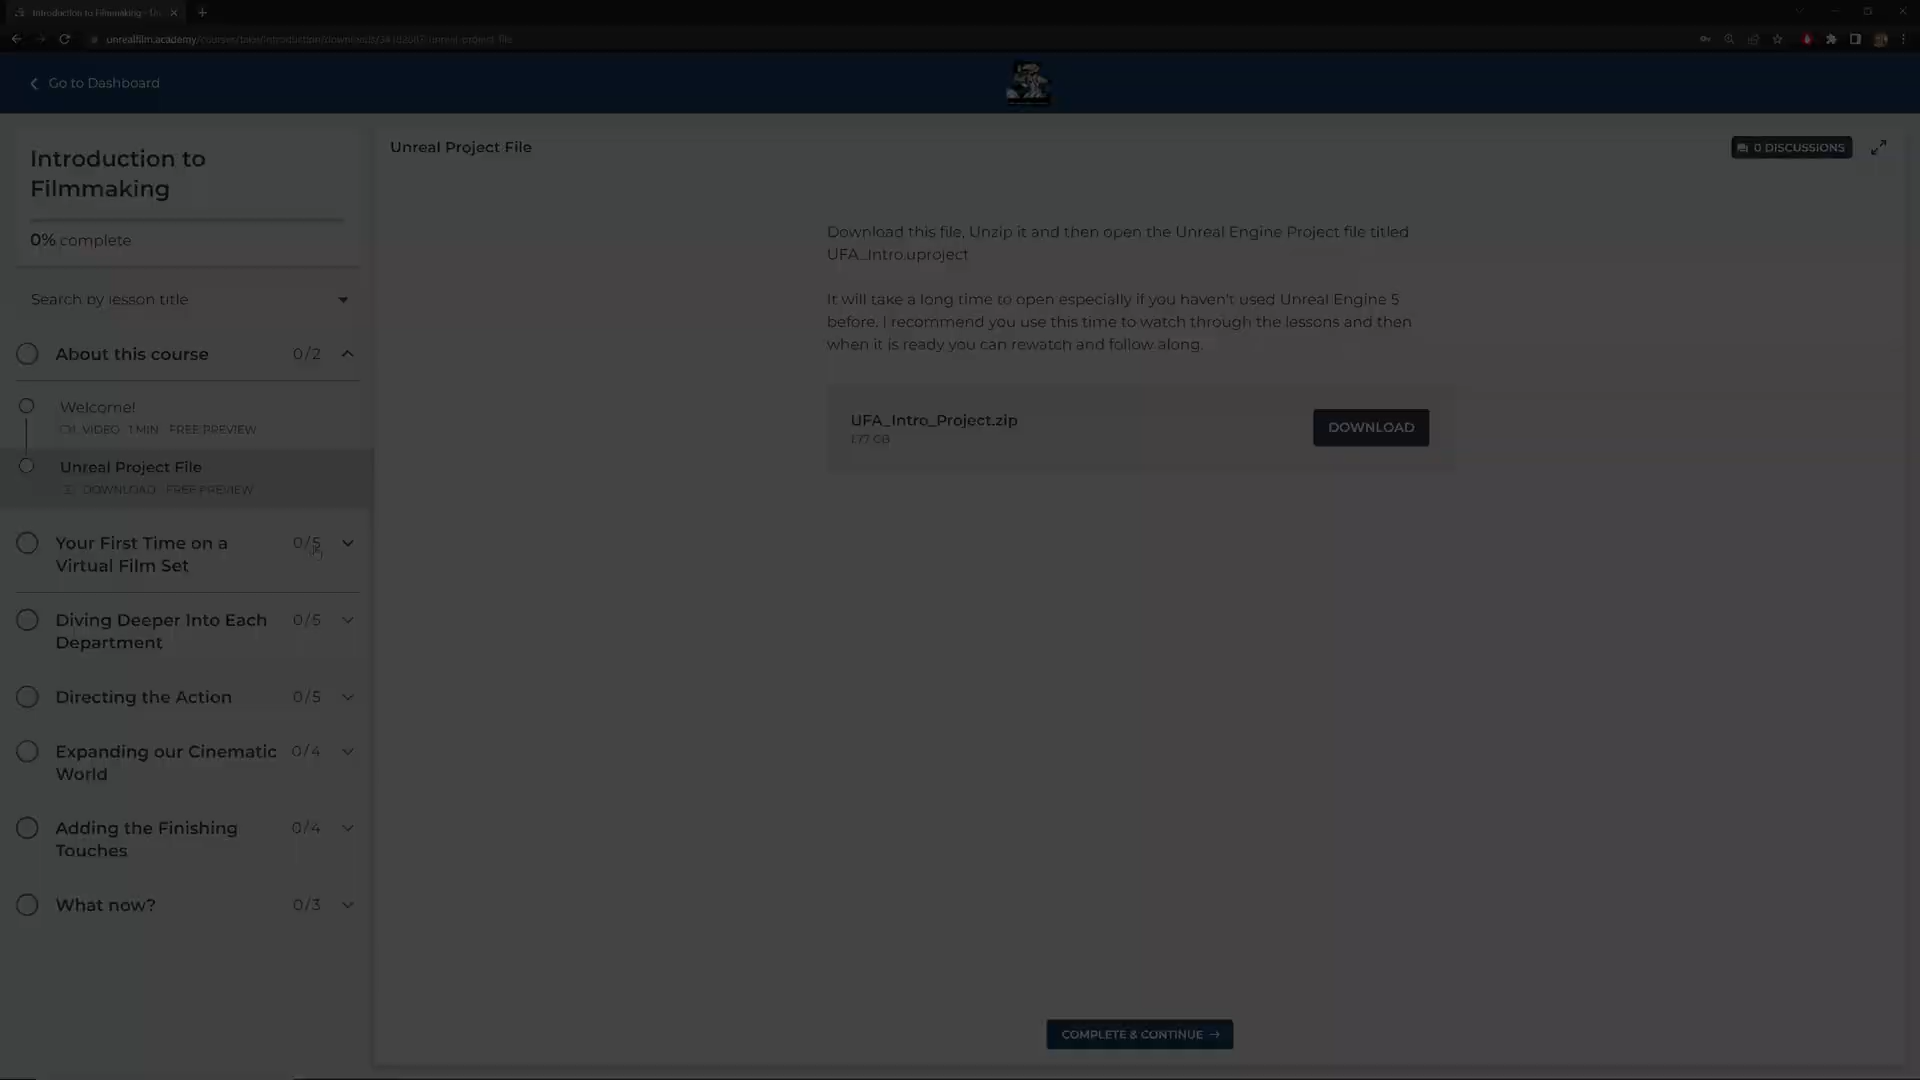 Introduction to Filmmaking - Un
unrealfilm.academy/courses/take/introduction/downloads/
Go to Dashboard
Introduction to
Filmmaking
0% complete
Search by lesson title
About this course 0/2
Welcome!
VIDEO · 1 MIN · FREE PREVIEW
Unreal Project File
DOWNLOAD · FREE PREVIEW
Your First Time on a 0/5
Virtual Film Set
Diving Deeper Into Each 0/5
Department
Directing the Action 0/5
Expanding our Cinematic 0/4
World
Adding the Finishing 0/4
Touches
What now? 0/3
Unreal Project File
0 DISCUSSIONS
Download this file, Unzip it and then open the Unreal Engine Project file titled
UFA_Intro.uproject
It will take a long time to open especially if you haven't used Unreal Engine 5
before. I recommend you use this time to watch through the lessons and then
when it is ready you can rewatch and follow along.
UFA_Intro_Project.zip
1.77 GB
DOWNLOAD
COMPLETE & CONTINUE →